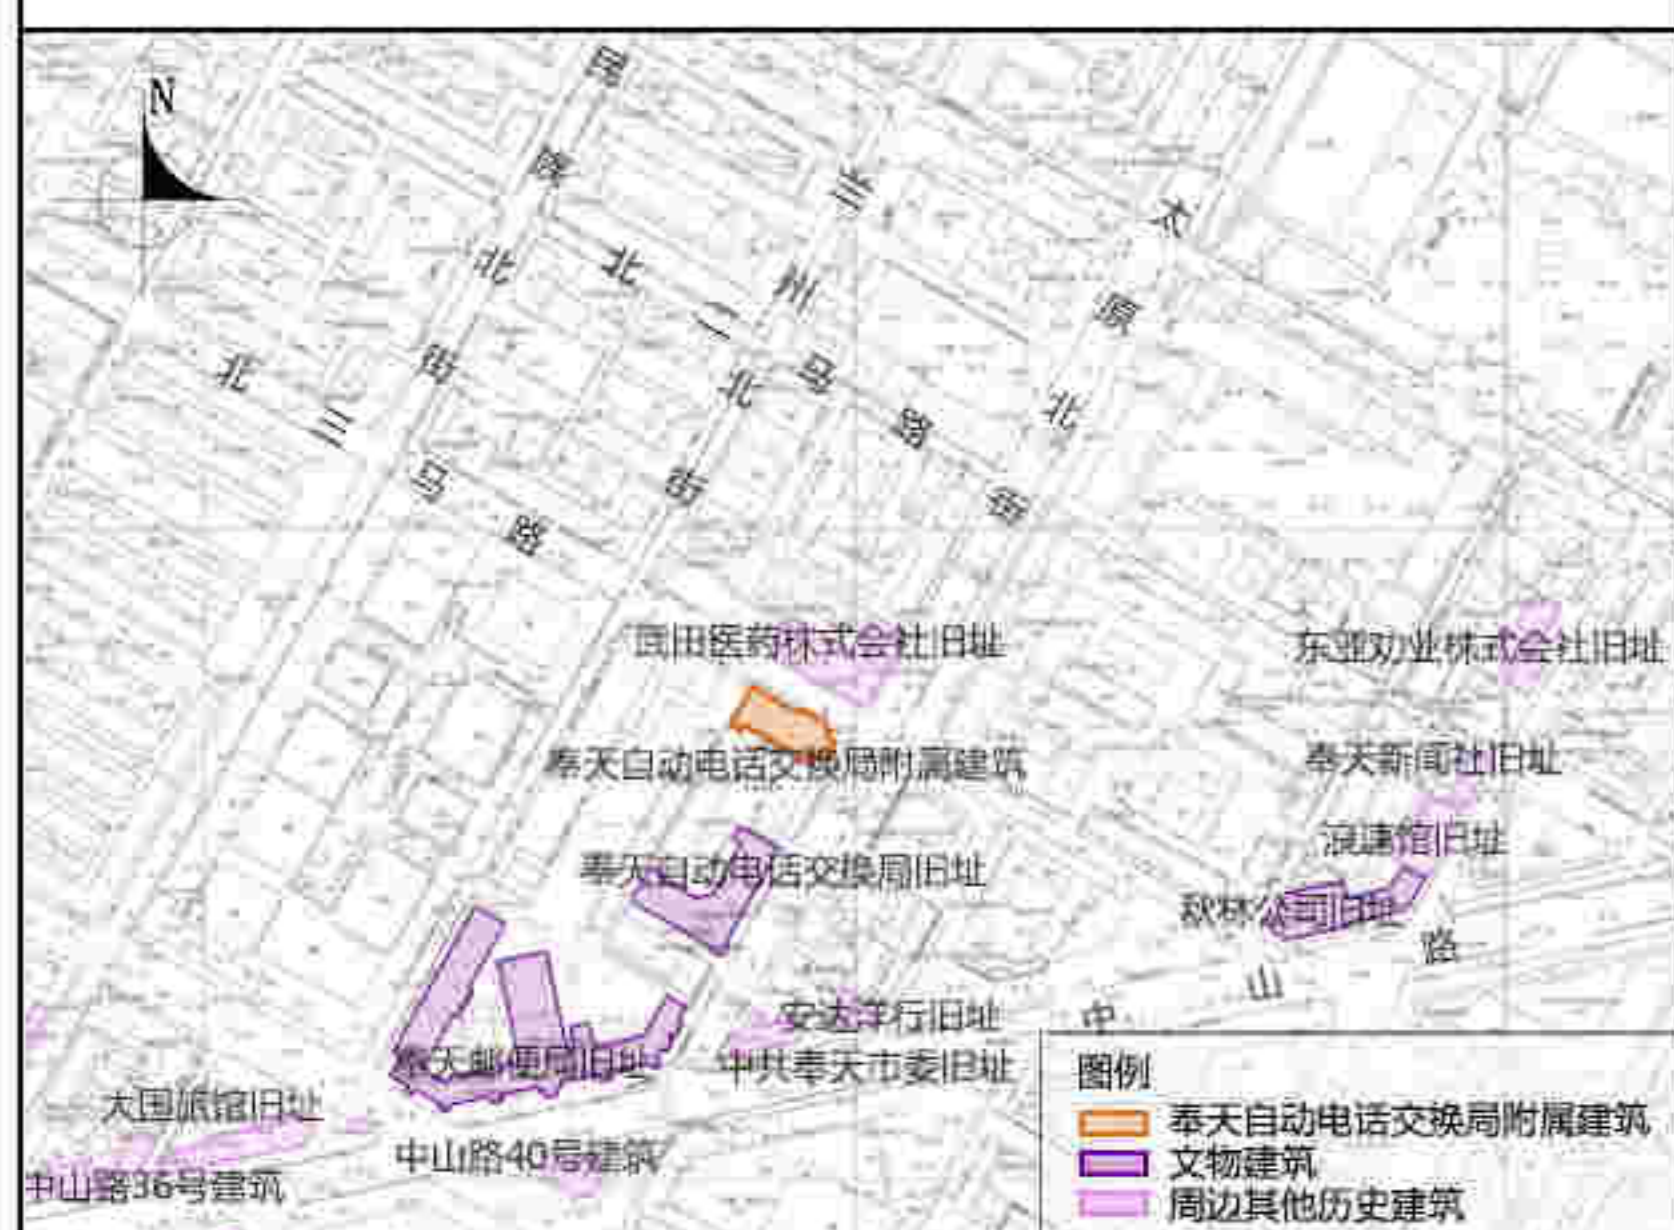 N
民族北街
兰州北街
太原北街
北二马路
北三马路
武田医药株式会社旧址
东亚劝业株式会社旧址
奉天自动电话交换局附属建筑
奉天新闻社旧址
浪速馆旧址
奉天自动电话交换局旧址
秋林公司旧址
中山路
安达洋行旧址
奉天邮便局旧址
中共奉天市委旧址
大国旅馆旧址
中山路40号建筑
中山路36号建筑
图例
奉天自动电话交换局附属建筑
文物建筑
周边其他历史建筑